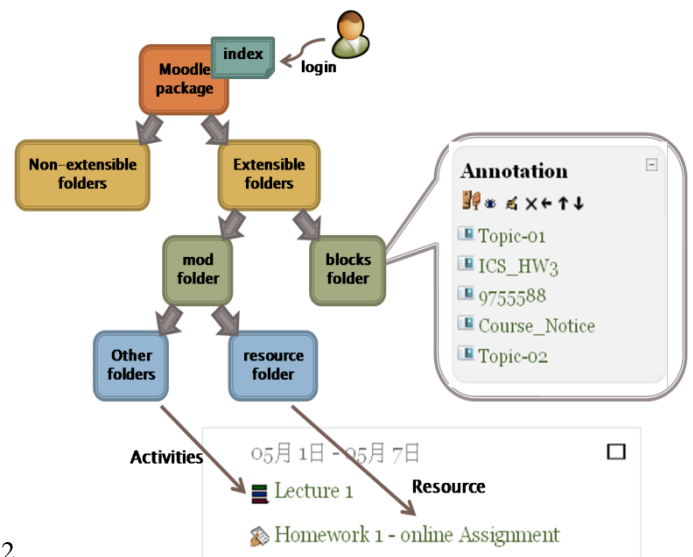 index
login
Moodle
package
Non-extensible
folders
Extensible
folders
Annotation
Topic-01
ICS_HW3
9755588
Course_Notice
Topic-02
mod
folder
blocks
folder
Other
folders
resource
folder
Activities
Resource
05月 1日 - 05月 7日
Lecture 1
Homework 1 - online Assignment
2